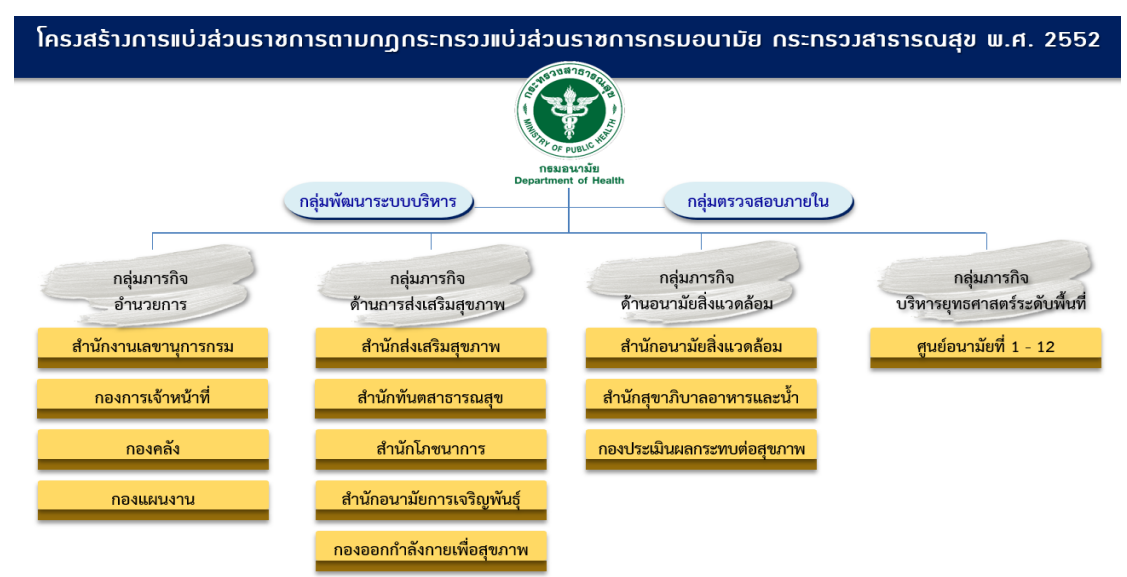 โครงสร้างการแบ่งส่วนราชการตามกฎกระทรวงแบ่งส่วนราชการกรมอนามัย กระทรวงสาธารณสุข พ.ศ. 2552
กระทรวงสาธารณสุข
MINISTRY OF PUBLIC HEALTH
กรมอนามัย
Department of Health
กลุ่มพัฒนาระบบบริหาร
กลุ่มตรวจสอบภายใน
กลุ่มภารกิจ
อำนวยการ
สำนักงานเลขานุการกรม
กองการเจ้าหน้าที่
กองคลัง
กองแผนงาน
กลุ่มภารกิจ
ด้านการส่งเสริมสุขภาพ
สำนักส่งเสริมสุขภาพ
สำนักทันตสาธารณสุข
สำนักโภชนาการ
สำนักอนามัยการเจริญพันธุ์
กองออกกำลังกายเพื่อสุขภาพ
กลุ่มภารกิจ
ด้านอนามัยสิ่งแวดล้อม
สำนักอนามัยสิ่งแวดล้อม
สำนักสุขาภิบาลอาหารและน้ำ
กองประเมินผลกระทบต่อสุขภาพ
กลุ่มภารกิจ
บริหารยุทธศาสตร์ระดับพื้นที่
ศูนย์อนามัยที่ 1 - 12